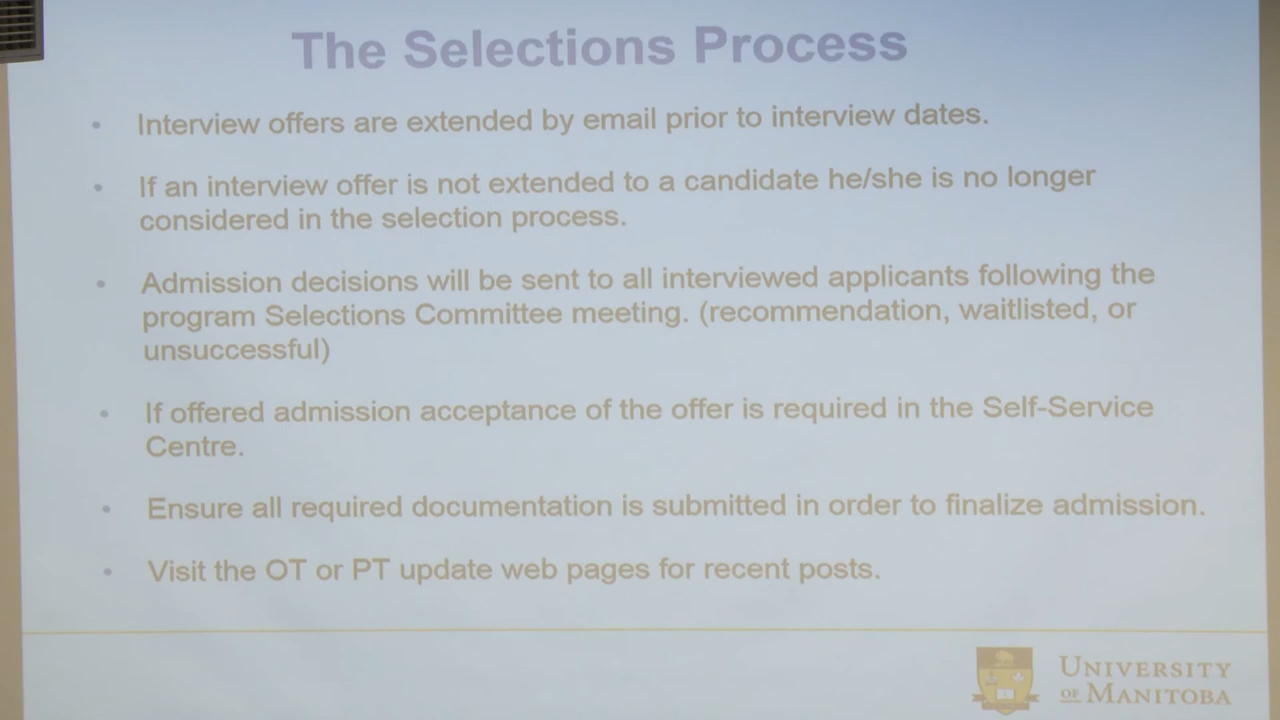 The Selections Process
• Interview offers are extended by email prior to interview dates.
• If an interview offer is not extended to a candidate he/she is no longer
considered in the selection process.
• Admission decisions will be sent to all interviewed applicants following the
program Selections Committee meeting. (recommendation, waitlisted, or
unsuccessful)
• If offered admission acceptance of the offer is required in the Self-Service
Centre.
• Ensure all required documentation is submitted in order to finalize admission.
• Visit the OT or PT update web pages for recent posts.
UNIVERSITY
OF MANITOBA